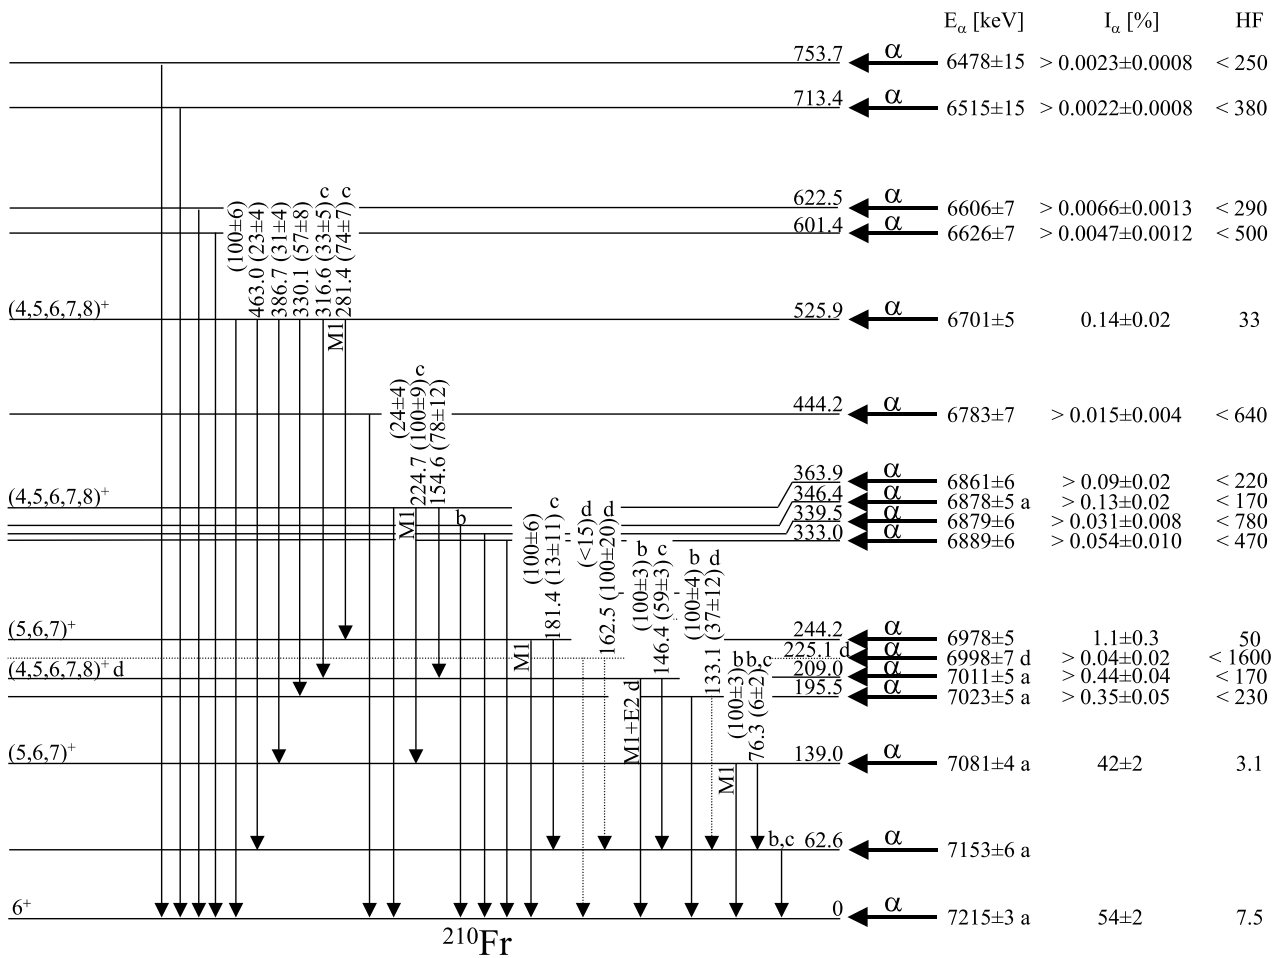 Eα [keV] Iα [%] HF
753.7 α 6478±15 > 0.0023±0.0008 < 250
713.4 α 6515±15 > 0.0022±0.0008 < 380
622.5 α 6606±7 > 0.0066±0.0013 < 290
601.4 α 6626±7 > 0.0047±0.0012 < 500
(100±6)
463.0 (23±4)
386.7 (31±4)
330.1 (57±8)
316.6 (33±5) c
281.4 (74±7) c
(4,5,6,7,8)⁺ 525.9 α 6701±5 0.14±0.02 33
M1
444.2 α 6783±7 > 0.015±0.004 < 640
(24±4)
224.7 (100±9) c
154.6 (78±12)
363.9 α 6861±6 > 0.09±0.02 < 220
(4,5,6,7,8)⁺ 346.4 α 6878±5 a > 0.13±0.02 < 170
M1
b
339.5 α 6879±6 > 0.031±0.008 < 780
333.0 α 6889±6 > 0.054±0.010 < 470
(100±6)
181.4 (13±11) c
(<15) d
162.5 (100±20) d
(100±3) b
146.4 (59±3) c
(100±4) b
133.1 (37±12) d
(5,6,7)⁺ 244.2 α 6978±5 1.1±0.3 50
M1
225.1 d α 6998±7 d > 0.04±0.02 < 1600
(4,5,6,7,8)⁺ d 209.0 α 7011±5 a > 0.44±0.04 < 170
M1+E2 d
195.5 α 7023±5 a > 0.35±0.05 < 230
(100±3) b
76.3 (6±2) b,c
(5,6,7)⁺ 139.0 α 7081±4 a 42±2 3.1
M1
b,c 62.6 α 7153±6 a
6⁺ 0 α 7215±3 a 54±2 7.5
²¹⁰Fr